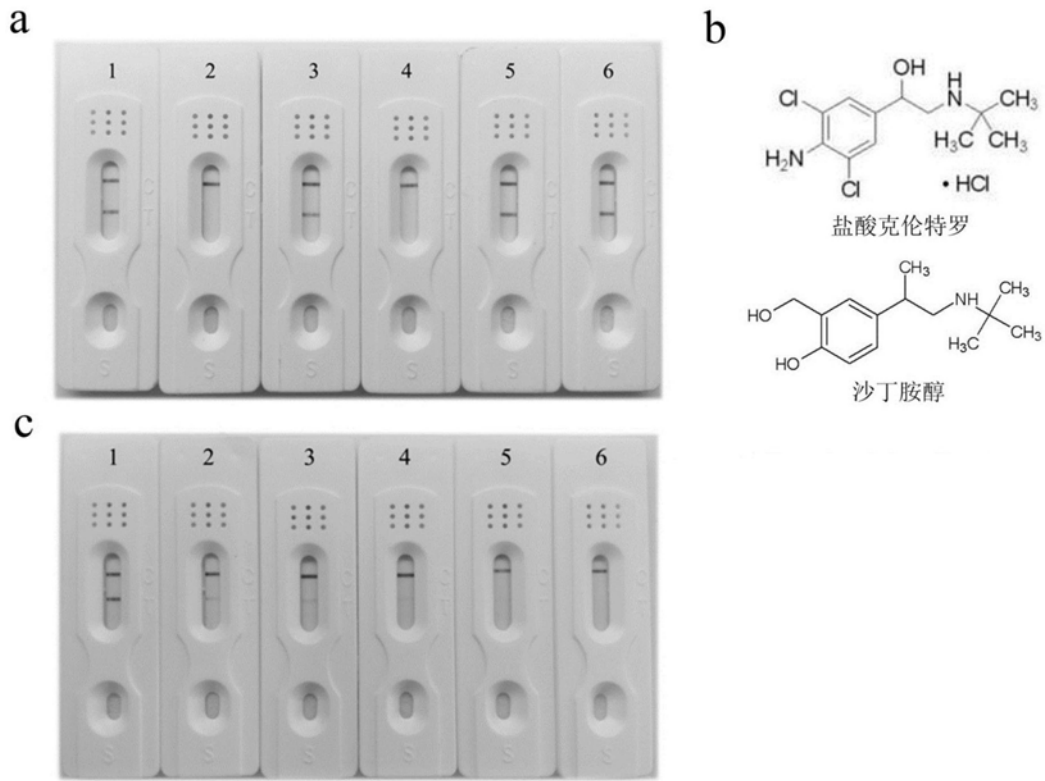 a
1 2 3 4 5 6
C C C C C C
T T T T T T
S S S S S S
b
OH
H
N
Cl
CH₃
H₂N
H₃C
CH₃
Cl
• HCl
盐酸克伦特罗
CH₃
CH₃
HO
NH
HO
H₃C
CH₃
沙丁胺醇
c
1 2 3 4 5 6
C C C C C C
T T T T T T
S S S S S S